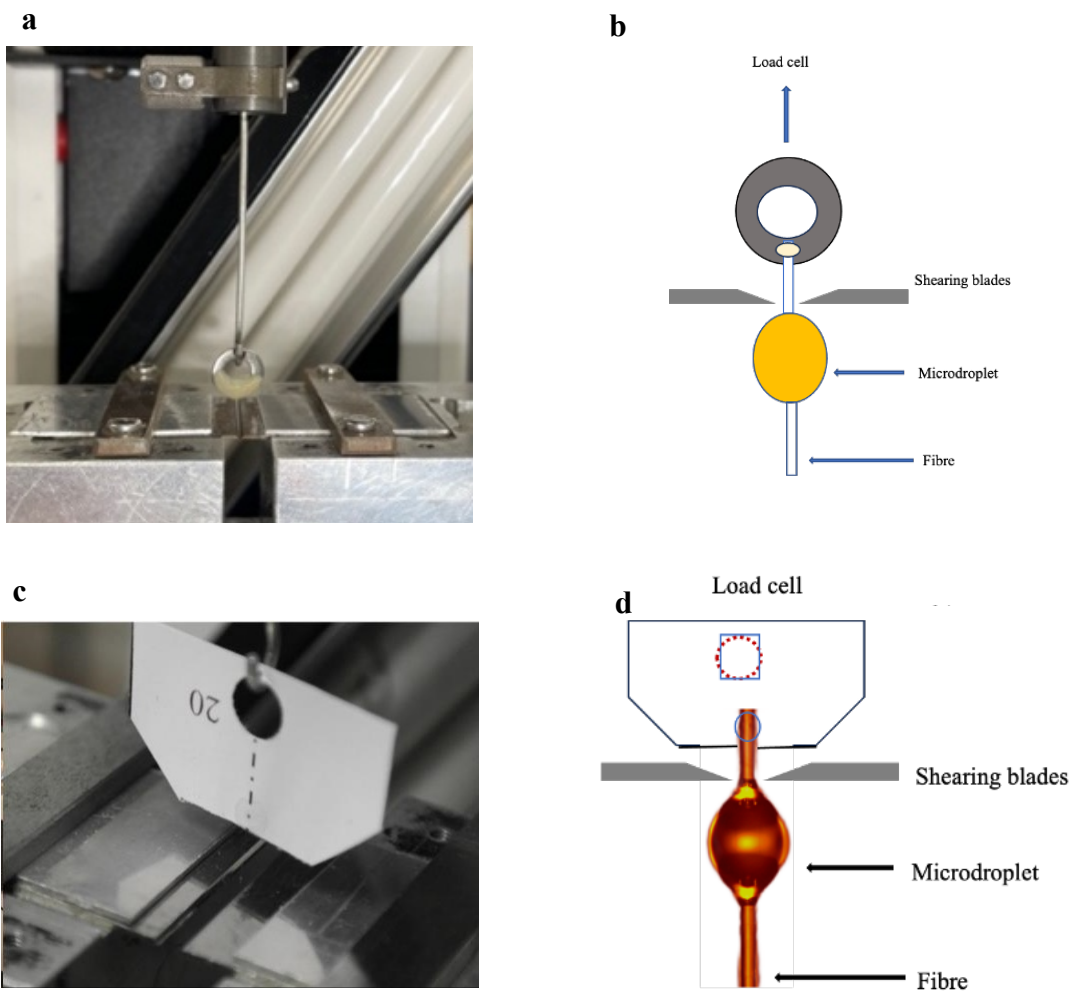 a
b
Load cell
Shearing blades
Microdroplet
Fibre
c
20
d
Load cell
Shearing blades
Microdroplet
Fibre